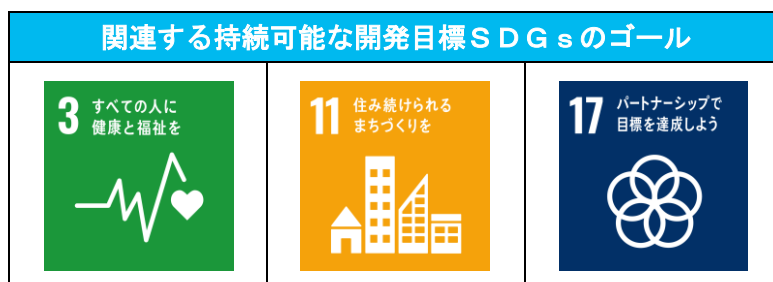 関連する持続可能な開発目標ＳＤＧｓのゴール
3 すべての人に
健康と福祉を
11 住み続けられる
まちづくりを
17 パートナーシップで
目標を達成しよう